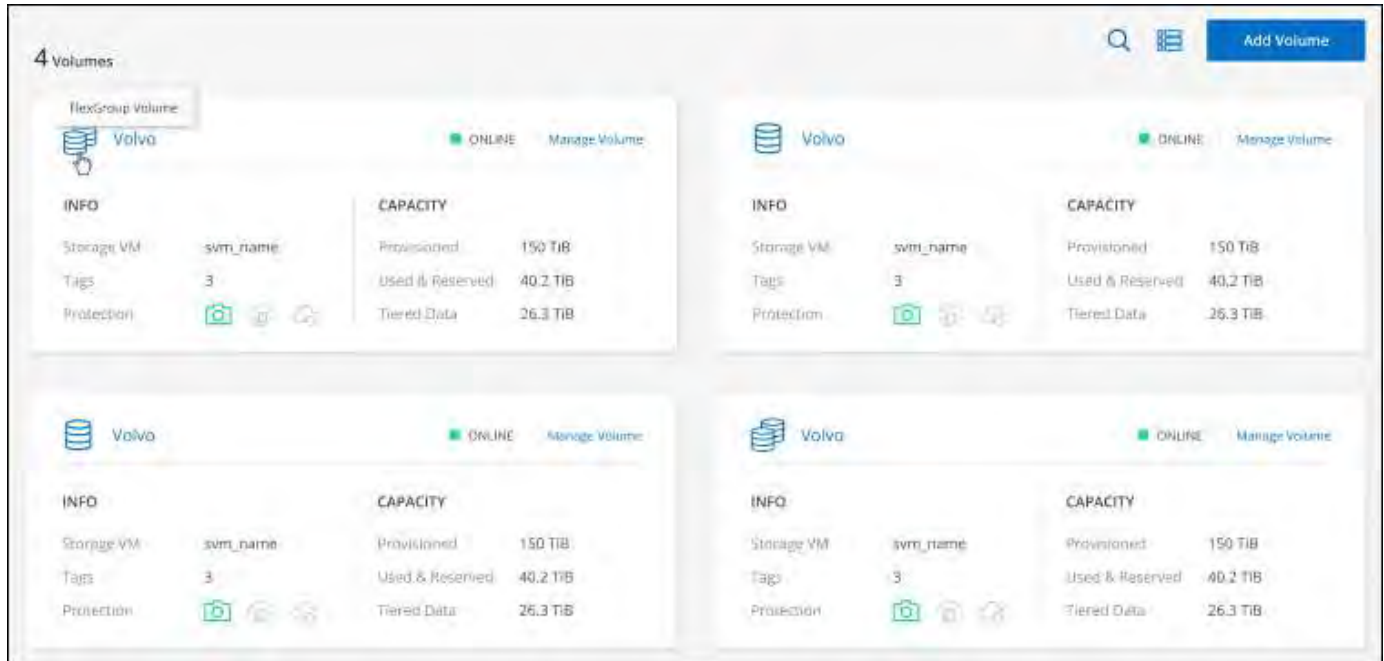 4 Volumes
Add Volume
FlexGroup Volume
Volvo
ONLINE
Manage Volume
INFO
CAPACITY
Storage VM svm_name
Provisioned 150 TiB
Tags 3
Used & Reserved 40.2 TiB
Protection
Tiered Data 26.3 TiB
Volvo
ONLINE
Manage Volume
INFO
CAPACITY
Storage VM svm_name
Provisioned 150 TiB
Tags 3
Used & Reserved 40.2 TiB
Protection
Tiered Data 26.3 TiB
Volvo
ONLINE
Manage Volume
INFO
CAPACITY
Storage VM svm_name
Provisioned 150 TiB
Tags 3
Used & Reserved 40.2 TiB
Protection
Tiered Data 26.3 TiB
Volvo
ONLINE
Manage Volume
INFO
CAPACITY
Storage VM svm_name
Provisioned 150 TiB
Tags 3
Used & Reserved 40.2 TiB
Protection
Tiered Data 26.3 TiB